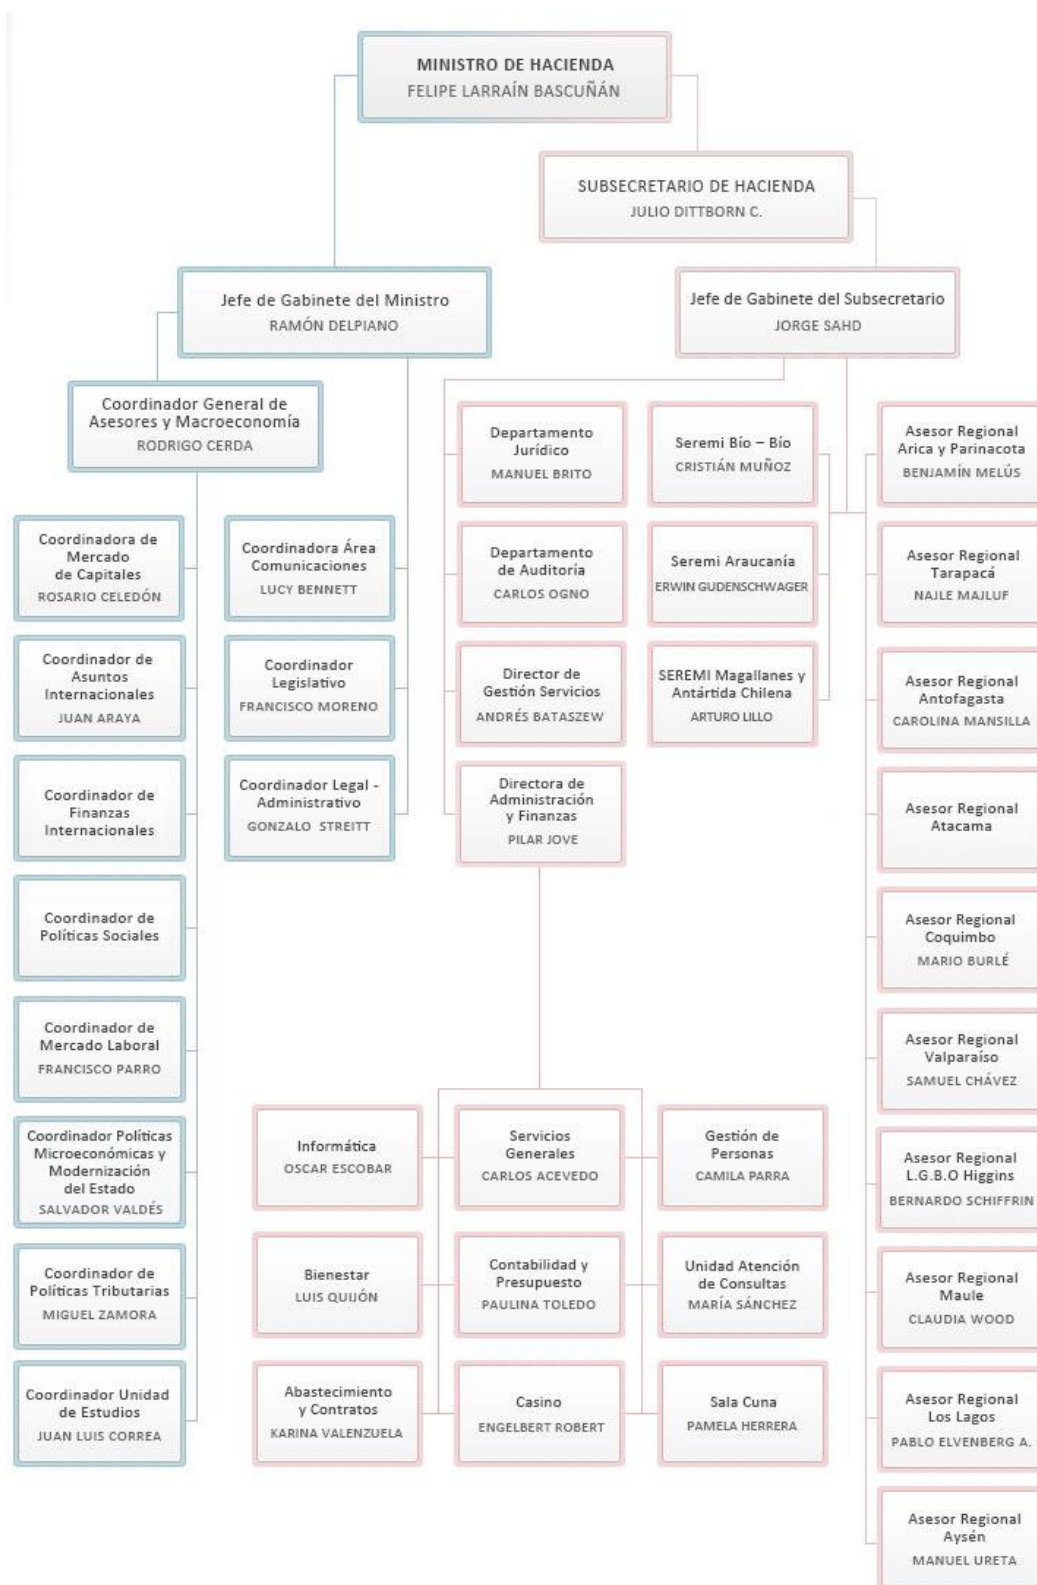 MINISTRO DE HACIENDA
FELIPE LARRAÍN BASCUÑÁN
SUBSECRETARIO DE HACIENDA
JULIO DITTBORN C.
Jefe de Gabinete del Ministro
RAMÓN DELPIANO
Jefe de Gabinete del Subsecretario
JORGE SAHD
Coordinador General de
Asesores y Macroeconomía
RODRIGO CERDA
Coordinadora de
Mercado
de Capitales
ROSARIO CELEDÓN
Coordinador de
Asuntos
Internacionales
JUAN ARAYA
Coordinador de
Finanzas
Internacionales
Coordinador de
Políticas Sociales
Coordinador de
Mercado Laboral
FRANCISCO PARRO
Coordinador Políticas
Microeconómicas y
Modernización
del Estado
SALVADOR VALDÉS
Coordinador de
Políticas Tributarias
MIGUEL ZAMORA
Coordinador Unidad
de Estudios
JUAN LUIS CORREA
Coordinadora Área
Comunicaciones
LUCY BENNETT
Coordinador
Legislativo
FRANCISCO MORENO
Coordinador Legal -
Administrativo
GONZALO STREITT
Departamento
Jurídico
MANUEL BRITO
Departamento
de Auditoría
CARLOS OGNO
Director de
Gestión Servicios
ANDRÉS BATASZEW
Directora de
Administración
y Finanzas
PILAR JOVE
Seremi Bío – Bío
CRISTIÁN MUÑOZ
Seremi Araucanía
ERWIN GUDENSCHWAGER
SEREMI Magallanes y
Antártida Chilena
ARTURO LILLO
Asesor Regional
Arica y Parinacota
BENJAMÍN MELÚS
Asesor Regional
Tarapacá
NAJLE MAJLUF
Asesor Regional
Antofagasta
CAROLINA MANSILLA
Asesor Regional
Atacama
Asesor Regional
Coquimbo
MARIO BURLÉ
Asesor Regional
Valparaíso
SAMUEL CHÁVEZ
Asesor Regional
L.G.B.O Higgins
BERNARDO SCHIFFRIN
Asesor Regional
Maule
CLAUDIA WOOD
Asesor Regional
Los Lagos
PABLO ELVENBERG A.
Asesor Regional
Aysén
MANUEL URETA
Informática
OSCAR ESCOBAR
Servicios
Generales
CARLOS ACEVEDO
Gestión de
Personas
CAMILA PARRA
Bienestar
LUIS QUIJÓN
Contabilidad y
Presupuesto
PAULINA TOLEDO
Unidad Atención
de Consultas
MARÍA SÁNCHEZ
Abastecimiento
y Contratos
KARINA VALENZUELA
Casino
ENGELBERT ROBERT
Sala Cuna
PAMELA HERRERA